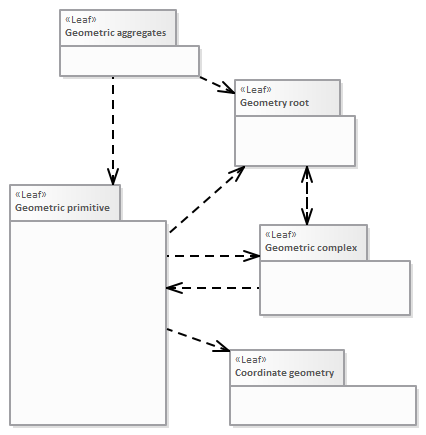 «Leaf»
Geometric aggregates
«Leaf»
Geometry root
«Leaf»
Geometric primitive
«Leaf»
Geometric complex
«Leaf»
Coordinate geometry